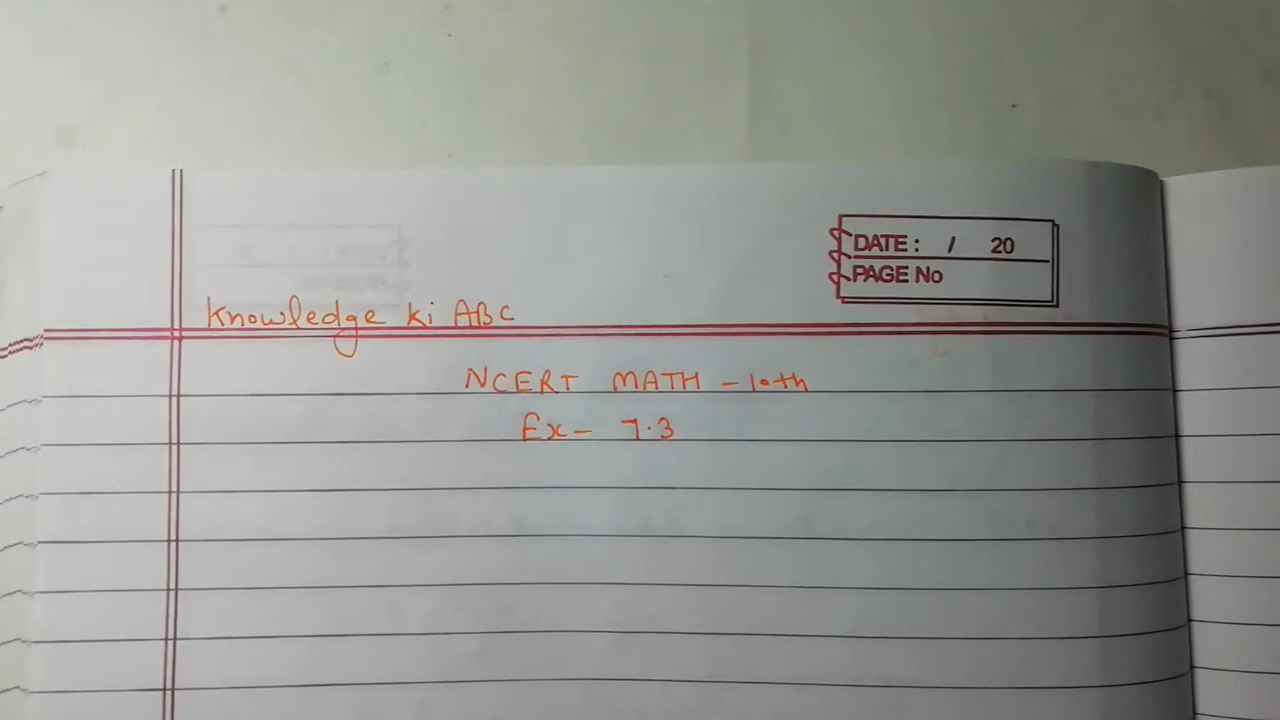 DATE: / 20
PAGE No
Knowledge ki ABC
NCERT MATH - 10th
Ex- 7.3